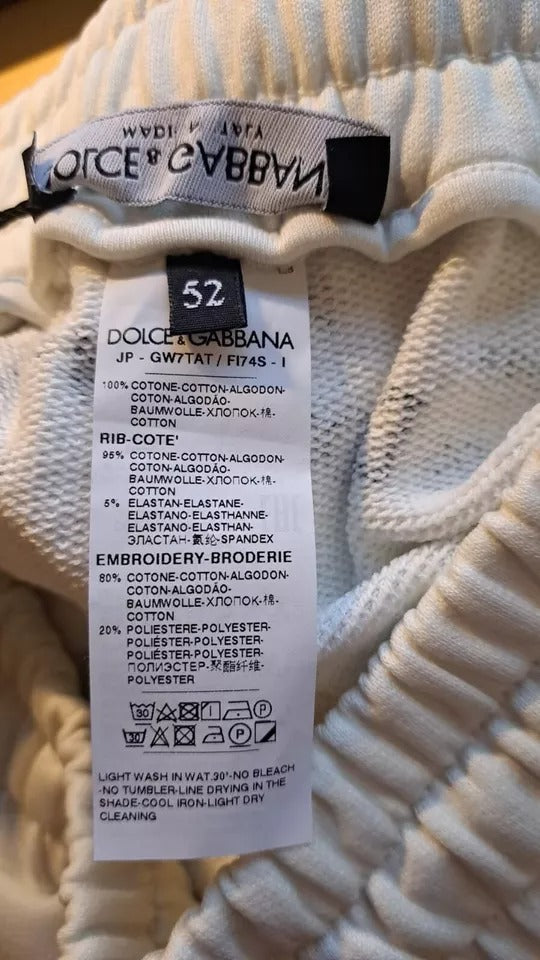 MADE IN ITALY
DOLCE & GABBANA
52
DOLCE & GABBANA
JP - GW7TAT / FI74S - I
100% COTONE-COTTON-ALGODON-
COTON-ALGODÃO-
BAUMWOLLE-ХЛОПОК-棉-
COTTON
RIB-COTE'
95% COTONE-COTTON-ALGODON-
COTON-ALGODÃO-
BAUMWOLLE-ХЛОПОК-棉-
COTTON
5% ELASTAN-ELASTANE-
ELASTANO-ELASTHANNE-
ELASTANO-ELASTHAN-
ЭЛАСТАН-氨纶-SPANDEX
EMBROIDERY-BRODERIE
80% COTONE-COTTON-ALGODON-
COTON-ALGODÃO-
BAUMWOLLE-ХЛОПОК-棉-
COTTON
20% POLIESTERE-POLYESTER-
POLIÉSTER-POLYESTER-
POLIÉSTER-POLYESTER-
ПОЛИЭСТЕР-聚酯纤维-
POLYESTER
30 P
30 P
LIGHT WASH IN WAT.30'-NO BLEACH
-NO TUMBLER-LINE DRYING IN THE
SHADE-COOL IRON-LIGHT DRY
CLEANING